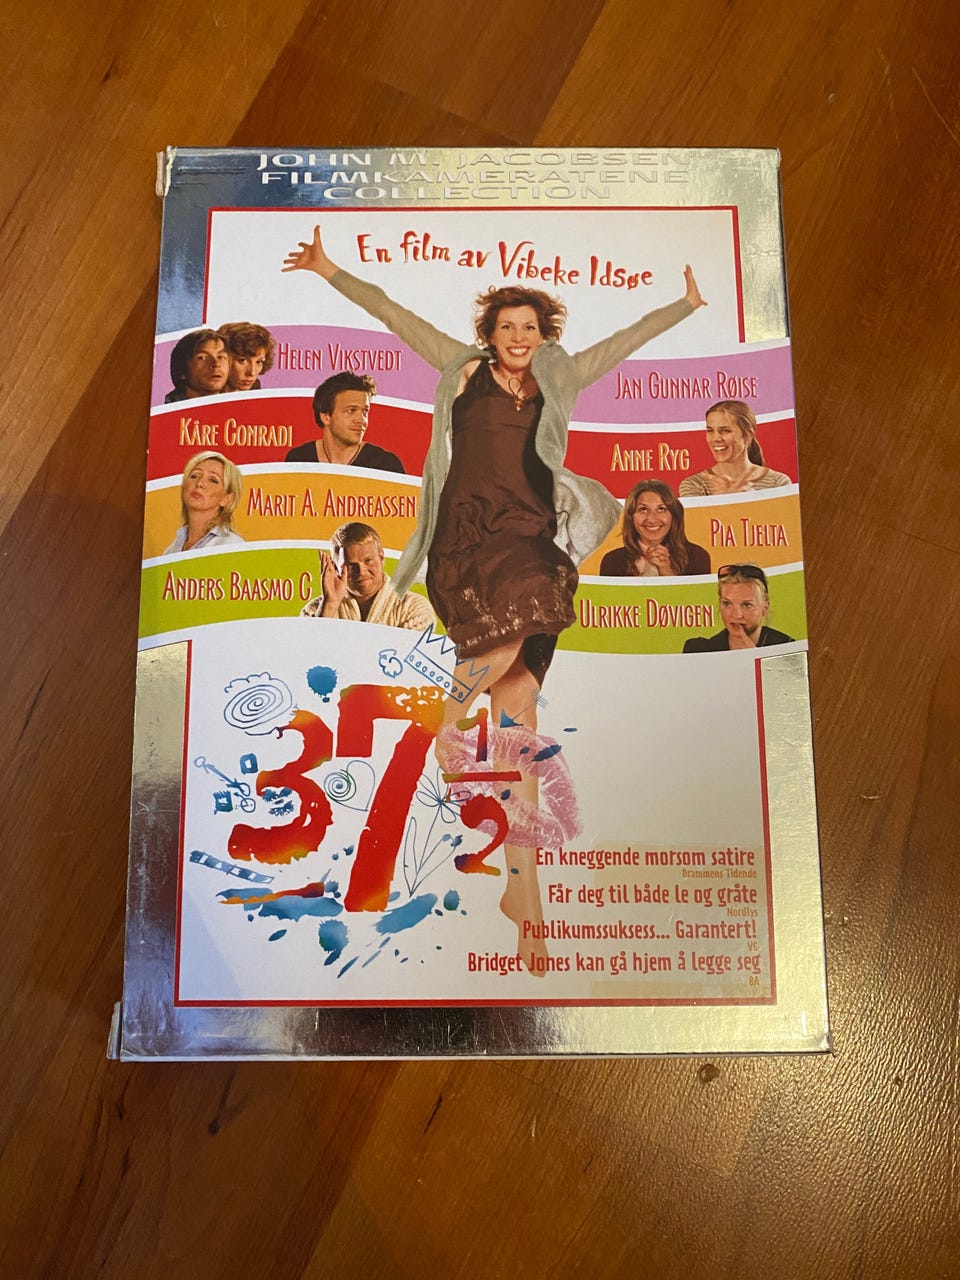 JOHN M. JACOBSEN
FILMKAMERATENE
COLLECTION
En film av Vibeke Idsøe
HELEN VIKSTVEDT
JAN GUNNAR RØISE
KÅRE CONRADI
ANNE RYG
MARIT A. ANDREASSEN
PIA TJELTA
ANDERS BAASMO C
ULRIKKE DØVIGEN
37 1/2
En kneggende morsom satire
Drammens Tidende
Får deg til både le og gråte
Nordlys
Publikumssuksess... Garantert!
VG
Bridget Jones kan gå hjem å legge seg
BA